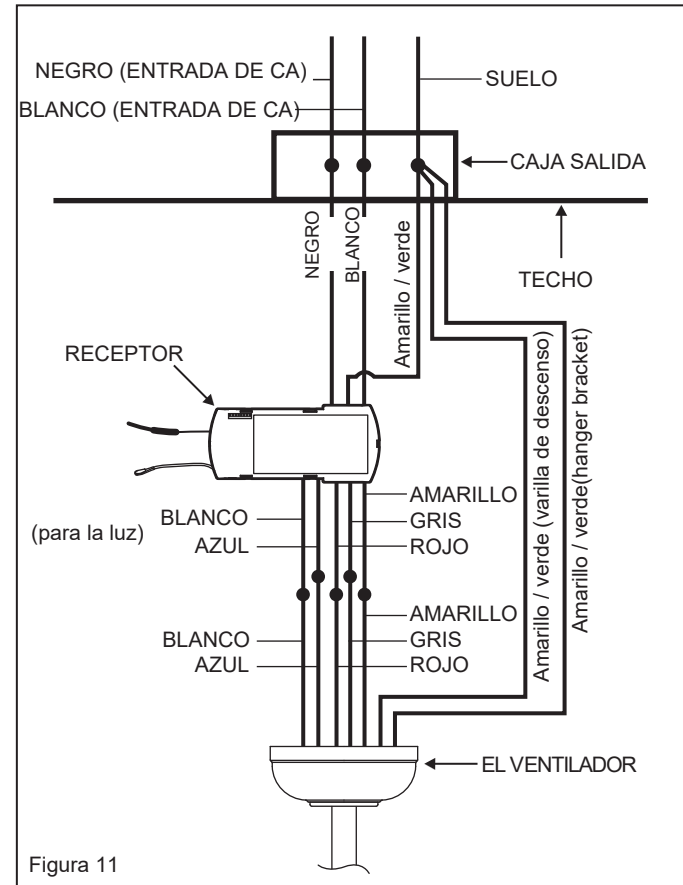 NEGRO (ENTRADA DE CA)
SUELO
BLANCO (ENTRADA DE CA)
CAJA SALIDA
NEGRO
BLANCO
Amarillo / verde
TECHO
RECEPTOR
Amarillo / verde (varilla de descenso)
Amarillo / verde(hanger bracket)
AMARILLO
BLANCO
GRIS
(para la luz)
AZUL
ROJO
AMARILLO
BLANCO
GRIS
AZUL
ROJO
EL VENTILADOR
Figura 11